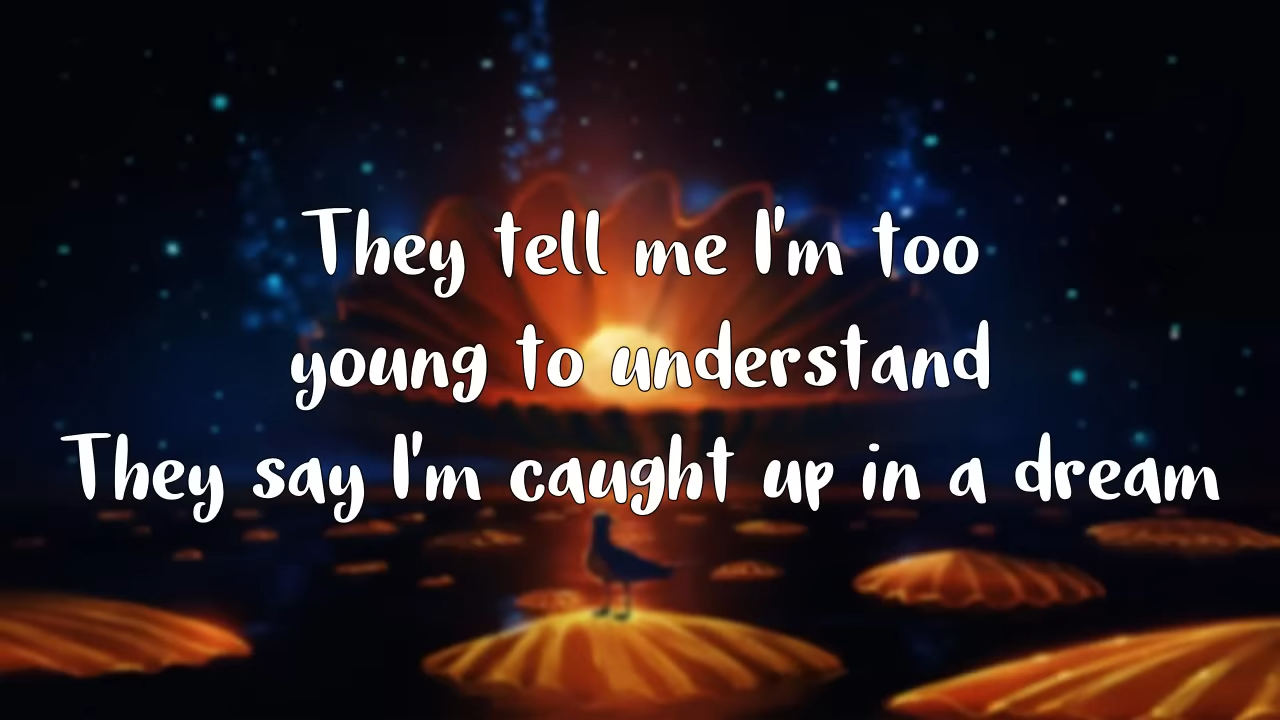 They tell me I'm too
young to understand
They say I'm caught up in a dream